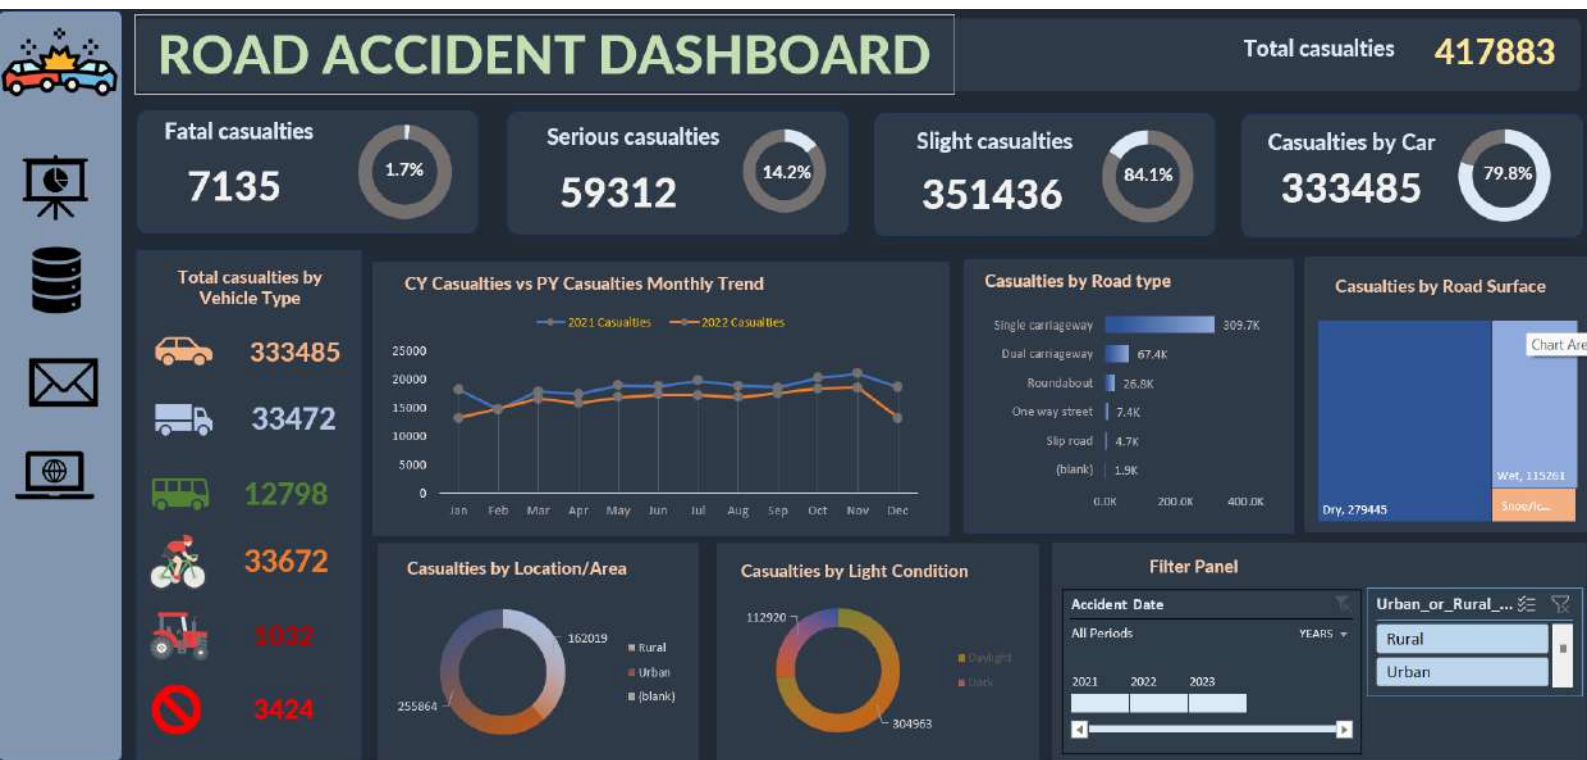 ROAD ACCIDENT DASHBOARD
Total casualties 417883
Fatal casualties
7135
1.7%
Serious casualties
59312
14.2%
Slight casualties
351436
84.1%
Casualties by Car
333485
79.8%
Total casualties by
Vehicle Type
333485
33472
12798
33672
1032
3424
CY Casualties vs PY Casualties Monthly Trend
2021 Casualties 2022 Casualties
25000
20000
15000
10000
5000
0
Jan Feb Mar Apr May Jun Jul Aug Sep Oct Nov Dec
Casualties by Road type
Single carriageway 309.7K
Dual carriageway 67.4K
Roundabout 26.8K
One way street 7.4K
Slip road 4.7K
(blank) 1.9K
0.0K 200.0K 400.0K
Casualties by Road Surface
Chart Are
Wet, 115261
Dry, 279445
Casualties by Location/Area
162019
255864
Rural
Urban
(blank)
Casualties by Light Condition
112920
304963
Daylight
Dark
Filter Panel
Accident Date
All Periods YEARS
2021 2022 2023
Urban_or_Rural_...
Rural
Urban